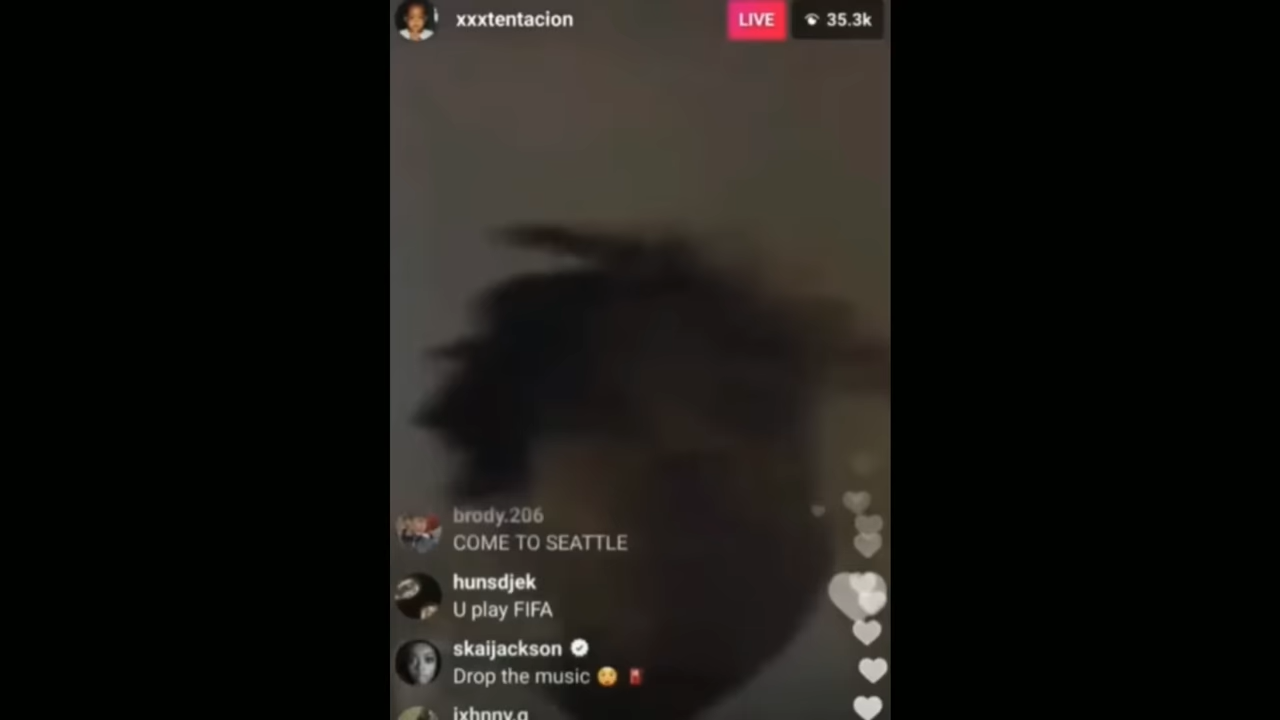 xxxtentacion
LIVE 35.3k
brody.206
COME TO SEATTLE
hunsdjek
U play FIFA
skaijackson
Drop the music 😳